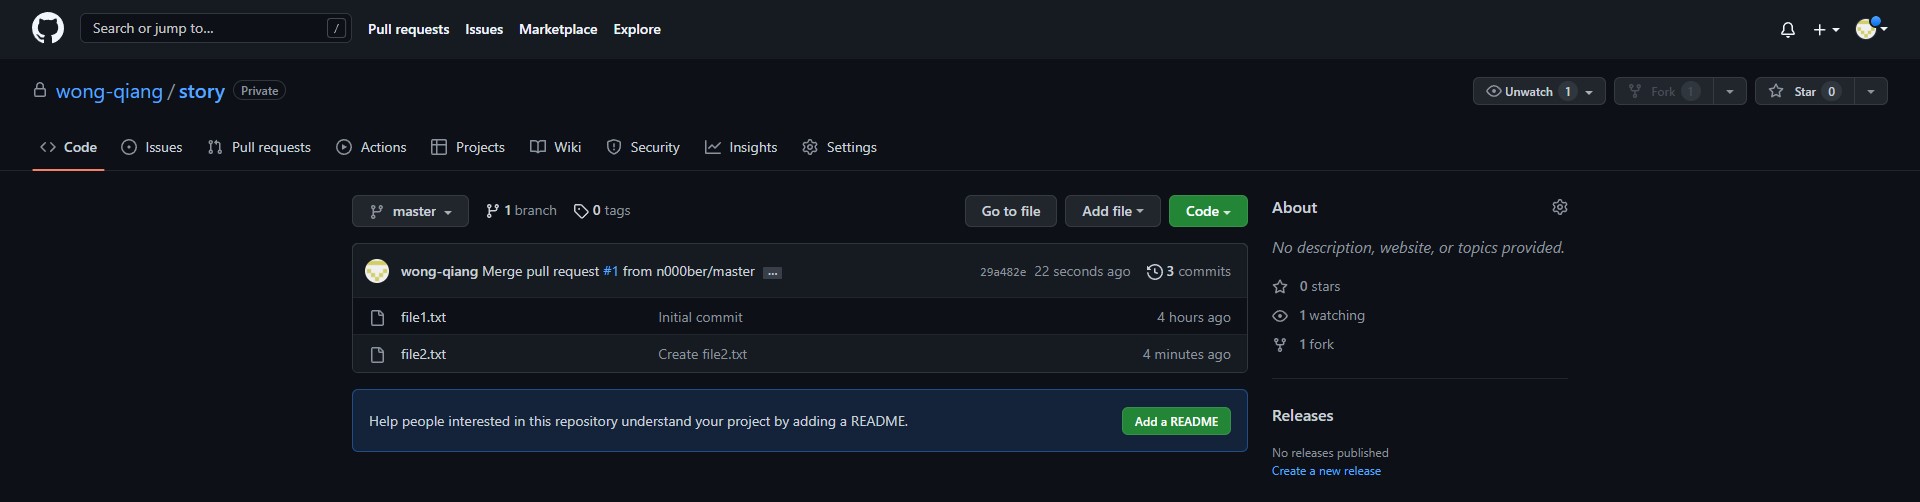 Search or jump to... / Pull requests Issues Marketplace Explore
wong-qiang / story Private Unwatch 1 Fork 1 Star 0
Code Issues Pull requests Actions Projects Wiki Security Insights Settings
master 1 branch 0 tags Go to file Add file Code
wong-qiang Merge pull request #1 from n000ber/master ... 29a482e 22 seconds ago 3 commits
file1.txt Initial commit 4 hours ago
file2.txt Create file2.txt 4 minutes ago
Help people interested in this repository understand your project by adding a README. Add a README
About
No description, website, or topics provided.
0 stars
1 watching
1 fork
Releases
No releases published
Create a new release